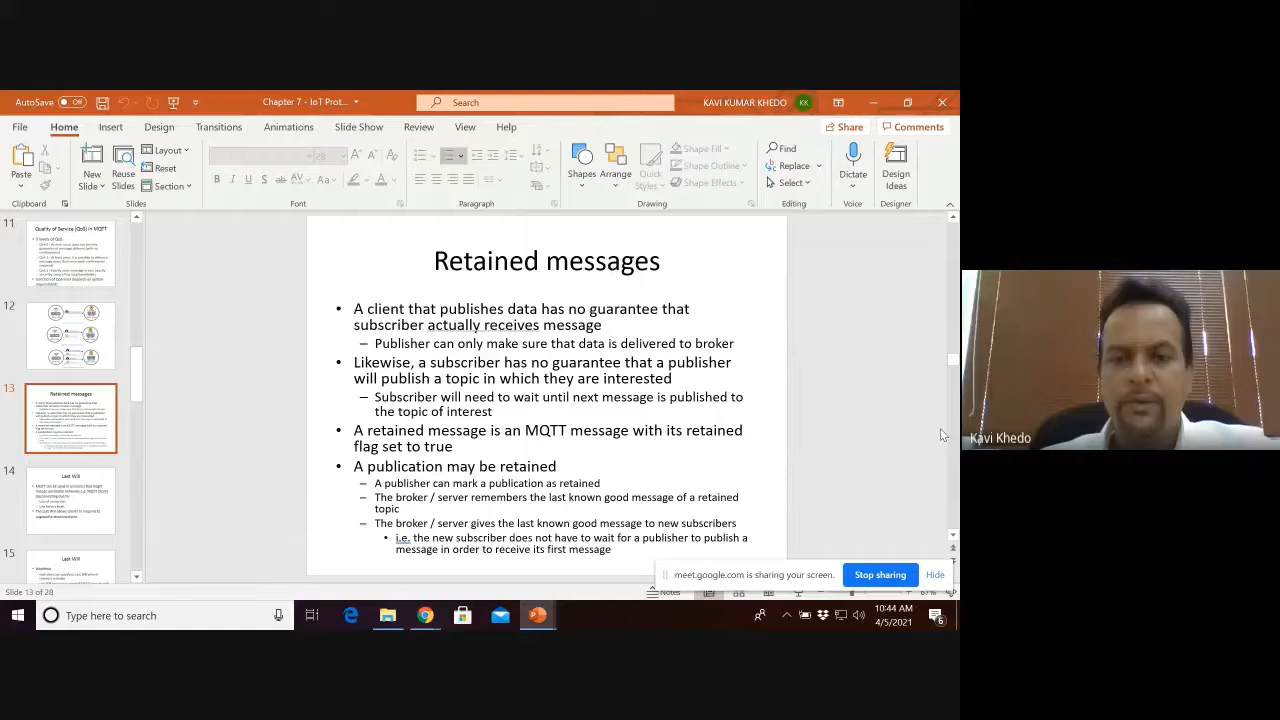 AutoSave Off
Chapter 7 - IoT Prot...
Search
KAVI KUMAR KHEDO KK
File Home Insert Design Transitions Animations Slide Show Review View Help
Share Comments
Paste
New Slide
Reuse Slides
Layout
Reset
Section
28
Shapes
Arrange
Quick Styles
Shape Fill
Shape Outline
Shape Effects
Find
Replace
Select
Dictate
Design Ideas
Clipboard Slides Font Paragraph Drawing Editing Voice Designer
11
Quality of Service (QoS) in MQTT
12
13
Retained messages
14
Last Will
15
Last Will
Retained messages
• A client that publishes data has no guarantee that
subscriber actually receives message
– Publisher can only make sure that data is delivered to broker
• Likewise, a subscriber has no guarantee that a publisher
will publish a topic in which they are interested
– Subscriber will need to wait until next message is published to
the topic of interest
• A retained message is an MQTT message with its retained
flag set to true
• A publication may be retained
– A publisher can mark a publication as retained
– The broker / server remembers the last known good message of a retained
topic
– The broker / server gives the last known good message to new subscribers
• i.e. the new subscriber does not have to wait for a publisher to publish a
message in order to receive its first message
Kavi Khedo
meet.google.com is sharing your screen. Stop sharing Hide
Slide 13 of 28
Notes
67%
Type here to search
10:44 AM
4/5/2021
6